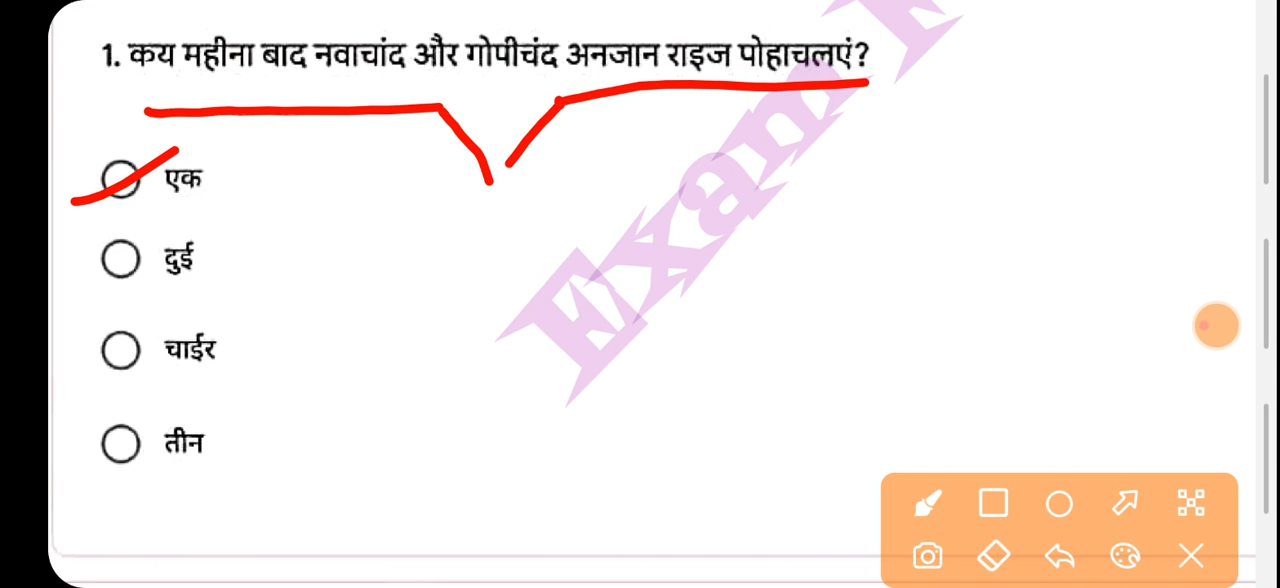 1. कय महीना बाद नवाचांद और गोपीचंद अनजान राइज पोहाचलएं?
एक
दुई
चाईर
तीन
Exam